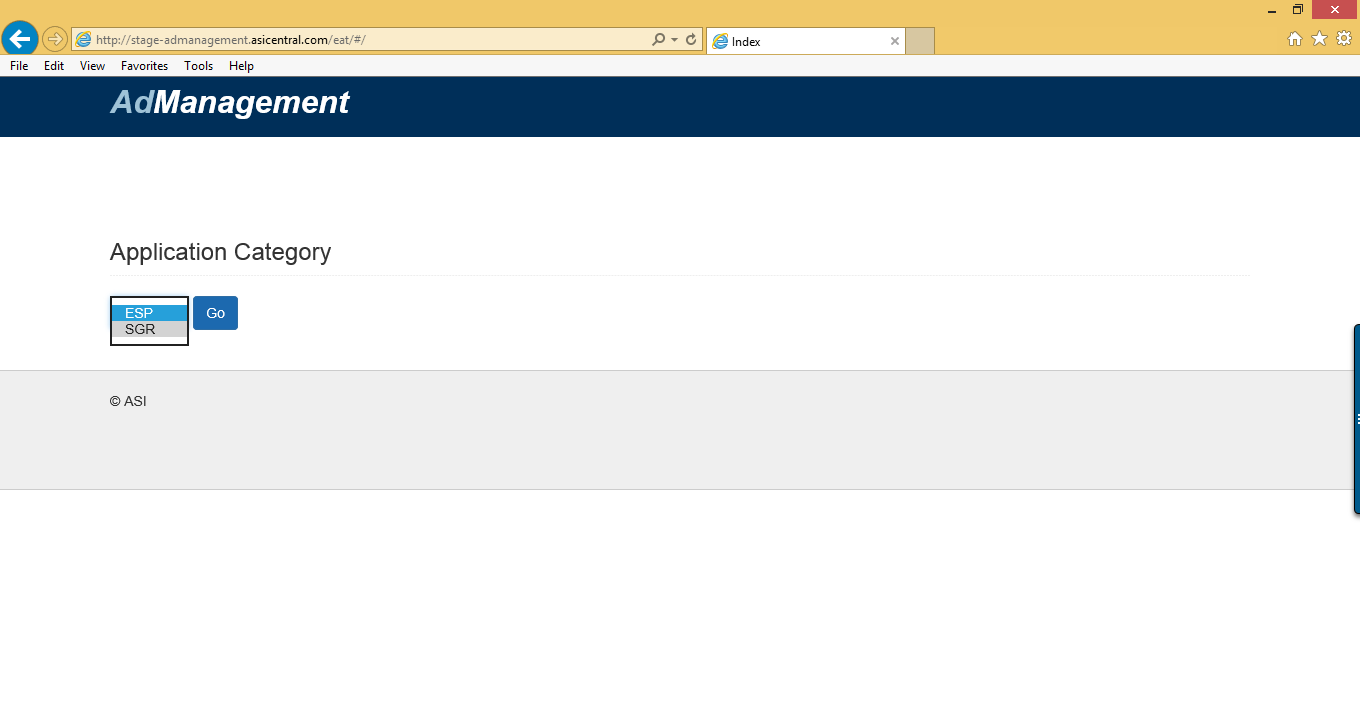 http://stage-admanagement.asicentral.com/eat/#/
Index
File Edit View Favorites Tools Help
AdManagement
Application Category
ESP
SGR
Go
© ASI